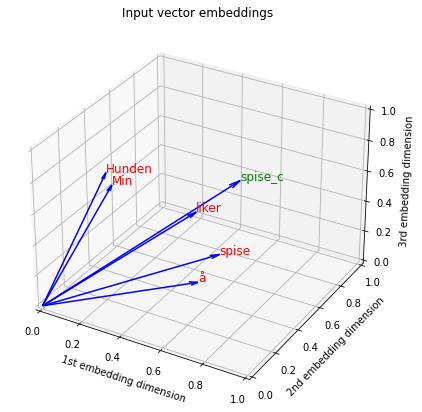 Input vector embeddings
Hunden
Min
spise_c
liker
spise
å
0.0
0.2
0.4
0.6
0.8
1.0
1st embedding dimension
0.0
0.2
0.4
0.6
0.8
1.0
2nd embedding dimension
0.0
0.2
0.4
0.6
0.8
1.0
3rd embedding dimension